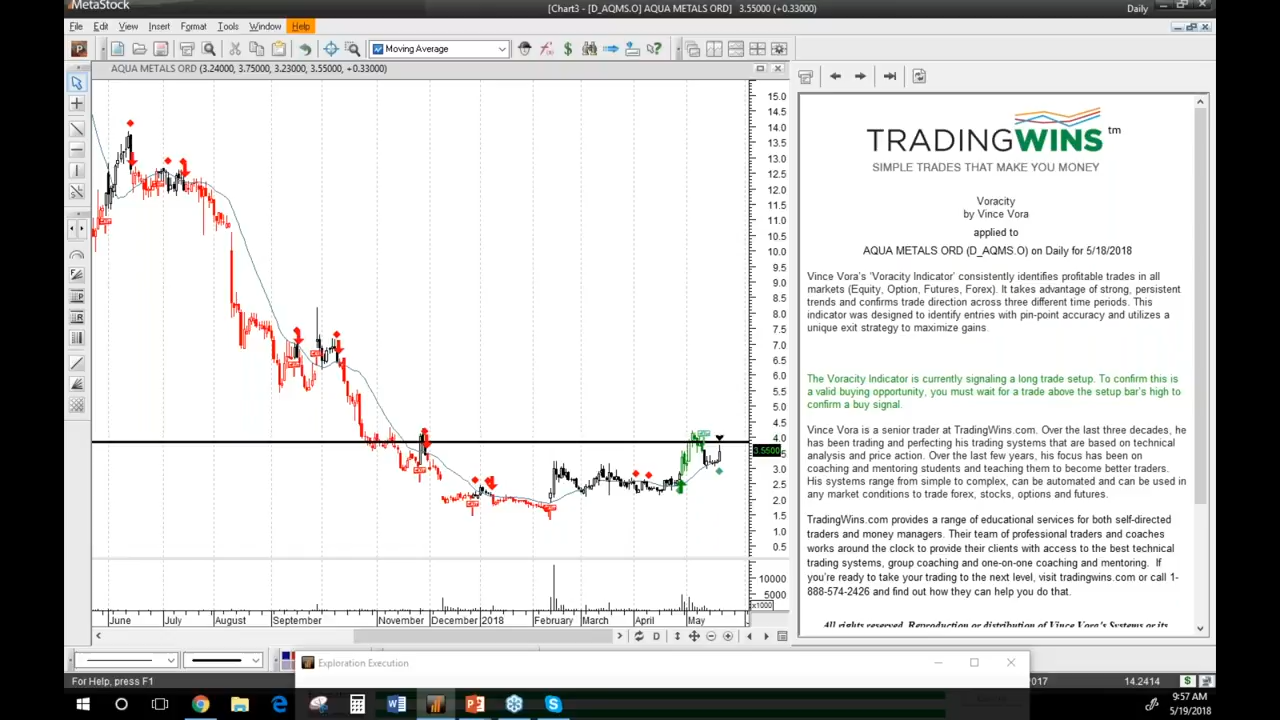 MetaStock
[Chart3 - [D_AQMS.O] AQUA METALS ORD] 3.55000 (+0.33000)
Daily
File Edit View Insert Format Tools Window Help
Moving Average
AQUA METALS ORD (3.24000, 3.75000, 3.23000, 3.55000, +0.33000)
15.0
14.5
14.0
13.5
13.0
12.5
12.0
11.5
11.0
10.5
10.0
9.5
9.0
8.5
8.0
7.5
7.0
6.5
6.0
5.5
5.0
4.5
4.0
3.5500
3.0
2.5
2.0
1.5
1.0
0.5
10000
5000
x1000
June July August September November December 2018 February March April May
TRADINGWINS tm
SIMPLE TRADES THAT MAKE YOU MONEY
Voracity
by Vince Vora
applied to
AQUA METALS ORD (D_AQMS.O) on Daily for 5/18/2018
Vince Vora's 'Voracity Indicator' consistently identifies profitable trades in all
markets (Equity, Option, Futures, Forex). It takes advantage of strong, persistent
trends and confirms trade direction across three different time periods. This
indicator was designed to identify entries with pin-point accuracy and utilizes a
unique exit strategy to maximize gains.
The Voracity Indicator is currently signaling a long trade setup. To confirm this is
a valid buying opportunity, you must wait for a trade above the setup bar's high to
confirm a buy signal.
Vince Vora is a senior trader at TradingWins.com. Over the last three decades, he
has been trading and perfecting his trading systems that are based on technical
analysis and price action. Over the last few years, his focus has been on
coaching and mentoring students and teaching them to become better traders.
His systems range from simple to complex, can be automated and can be used in
any market conditions to trade forex, stocks, options and futures.
TradingWins.com provides a range of educational services for both self-directed
traders and money managers. Their team of professional traders and coaches
works around the clock to provide their clients with access to the best technical
trading systems, group coaching and one-on-one coaching and mentoring. If
you're ready to take your trading to the next level, visit tradingwins.com or call 1-
888-574-2426 and find out how they can help you do that.
All rights reserved. Reproduction or distribution of Vince Vora's Systems or its
Exploration Execution
For Help, press F1
2017
14.2414
9:57 AM
5/19/2018